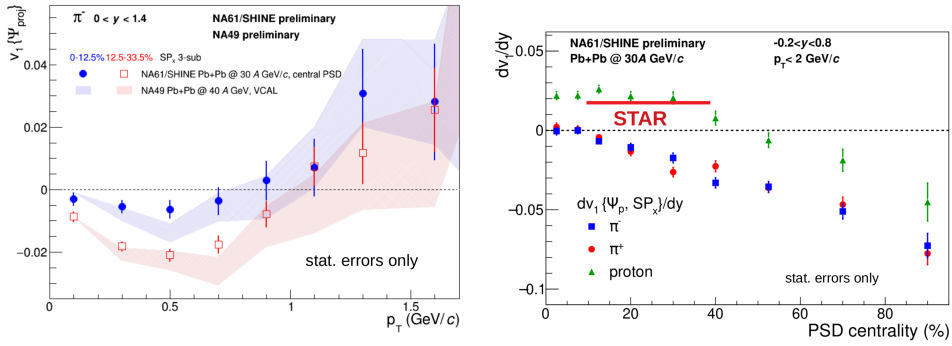 π⁻ 0 < y < 1.4
NA61/SHINE preliminary
NA49 preliminary
0-12.5% 12.5-33.5% SPₓ 3-sub
NA61/SHINE Pb+Pb @ 30 A GeV/c, central PSD
NA49 Pb+Pb @ 40 A GeV, VCAL
v₁{Ψproj}
0.04
0.02
0
−0.02
stat. errors only
0
0.5
1
1.5
p_T (GeV/c)
NA61/SHINE preliminary
Pb+Pb @ 30A GeV/c
-0.2<y<0.8
p_T< 2 GeV/c
dv₁/dy
0.05
0
−0.05
−0.1
STAR
dv₁{Ψₚ, SPₓ}/dy
π⁻
π⁺
proton
stat. errors only
0
20
40
60
80
PSD centrality (%)